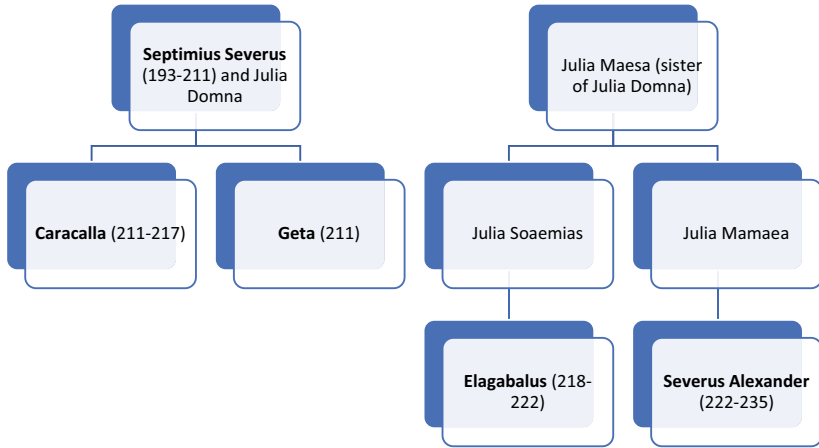 Septimius Severus
(193-211) and Julia
Domna
Julia Maesa (sister
of Julia Domna)
Caracalla (211-217)
Geta (211)
Julia Soaemias
Julia Mamaea
Elagabalus (218-
222)
Severus Alexander
(222-235)